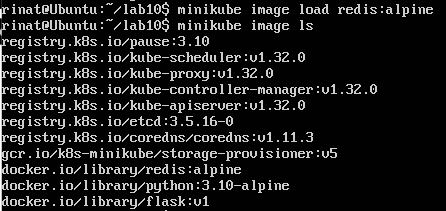 rinat@Ubuntu:~/lab10$ minikube image load redis:alpine
rinat@Ubuntu:~/lab10$ minikube image ls
registry.k8s.io/pause:3.10
registry.k8s.io/kube-scheduler:v1.32.0
registry.k8s.io/kube-proxy:v1.32.0
registry.k8s.io/kube-controller-manager:v1.32.0
registry.k8s.io/kube-apiserver:v1.32.0
registry.k8s.io/etcd:3.5.16-0
registry.k8s.io/coredns/coredns:v1.11.3
gcr.io/k8s-minikube/storage-provisioner:v5
docker.io/library/redis:alpine
docker.io/library/python:3.10-alpine
docker.io/library/flask:v1